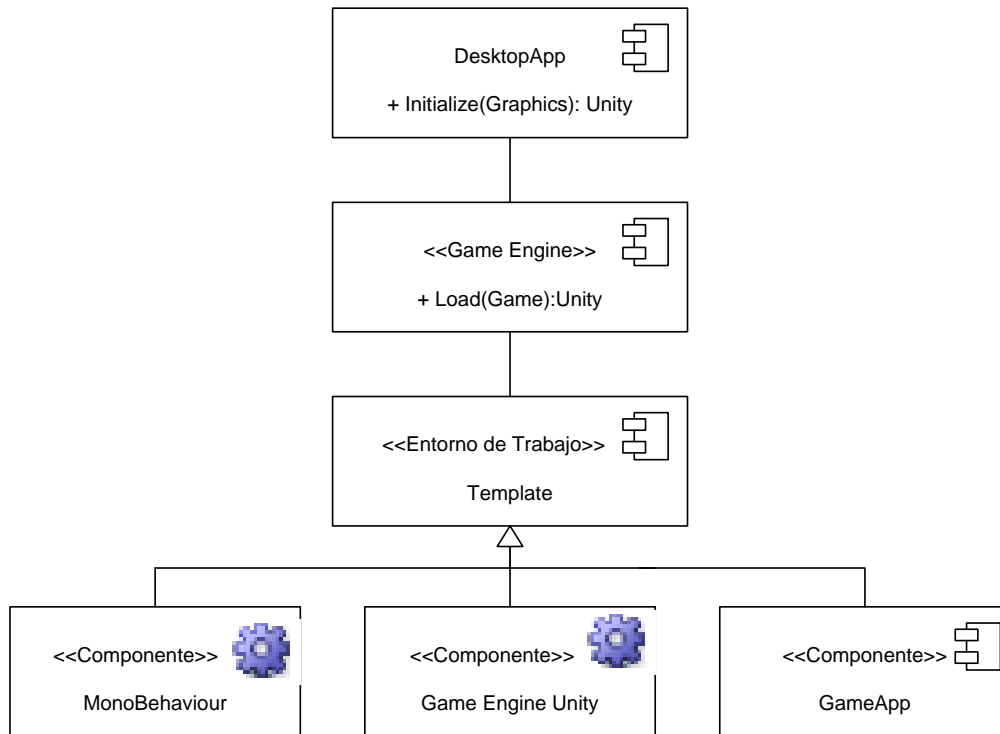 DesktopApp
+ Initialize(Graphics): Unity
<<Game Engine>>
+ Load(Game):Unity
<<Entorno de Trabajo>>
Template
<<Componente>>
MonoBehaviour
<<Componente>>
Game Engine Unity
<<Componente>>
GameApp